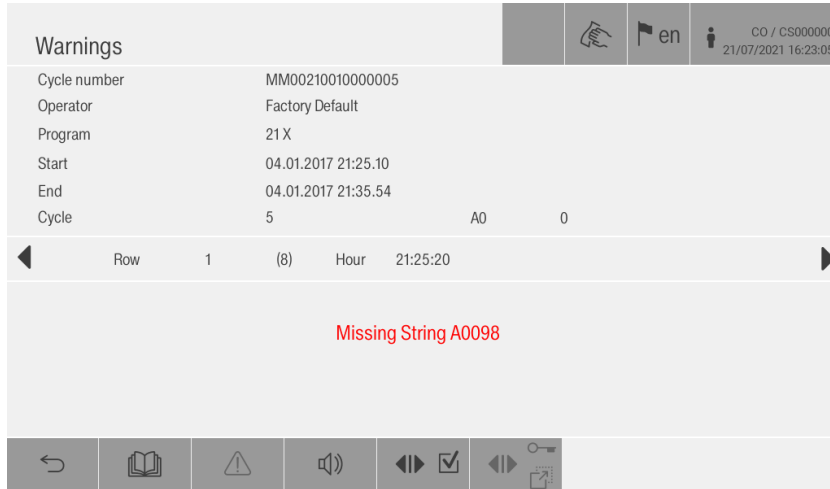 Warnings
en
CO / CS000000
21/07/2021 16:23:05
Cycle number MM00210010000005
Operator Factory Default
Program 21 X
Start 04.01.2017 21:25.10
End 04.01.2017 21:35.54
Cycle 5 A0 0
Row 1 (8) Hour 21:25:20
Missing String A0098